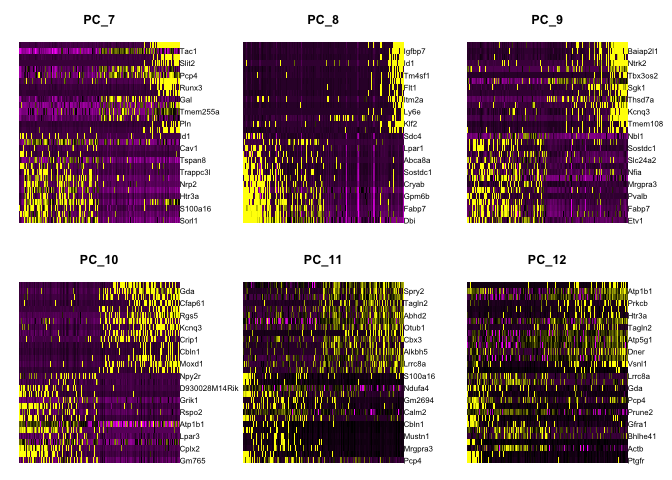 PC_7
Tac1
Slit2
Pcp4
Runx3
Gal
Tmem255a
Pln
Id1
Cav1
Tspan8
Trappc3l
Nrp2
Htr3a
S100a16
Sorl1
PC_8
Igfbp7
Id1
Tm4sf1
Flt1
Itm2a
Ly6e
Klf2
Sdc4
Lpar1
Abca8a
Sostdc1
Cryab
Gpm6b
Fabp7
Dbi
PC_9
Baiap2l1
Ntrk2
Tbx3os2
Sgk1
Thsd7a
Kcnq3
Tmem108
Nbl1
Sostdc1
Slc24a2
Nfia
Mrgpra3
Pvalb
Fabp7
Etv1
PC_10
Gda
Cfap61
Rgs5
Kcnq3
Crip1
Cbln1
Moxd1
Npy2r
D930028M14Rik
Grik1
Rspo2
Atp1b1
Lpar3
Cplx2
Gm765
PC_11
Spry2
Tagln2
Abhd2
Otub1
Cbx3
Alkbh5
Lrrc8a
S100a16
Ndufa4
Gm2694
Calm2
Cbln1
Mustn1
Mrgpra3
Pcp4
PC_12
Atp1b1
Prkcb
Htr3a
Tagln2
Atp5g1
Dner
Vsnl1
Lrrc8a
Gda
Pcp4
Prune2
Gfra1
Bhlhe41
Actb
Ptgfr